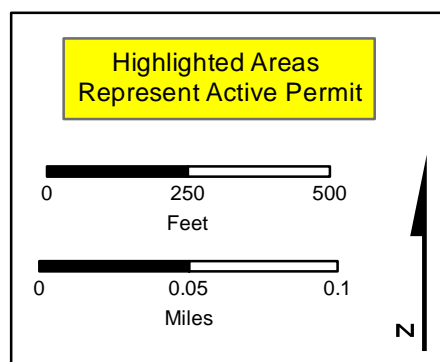 Highlighted Areas
Represent Active Permit
0 250 500
Feet
0 0.05 0.1
Miles
N